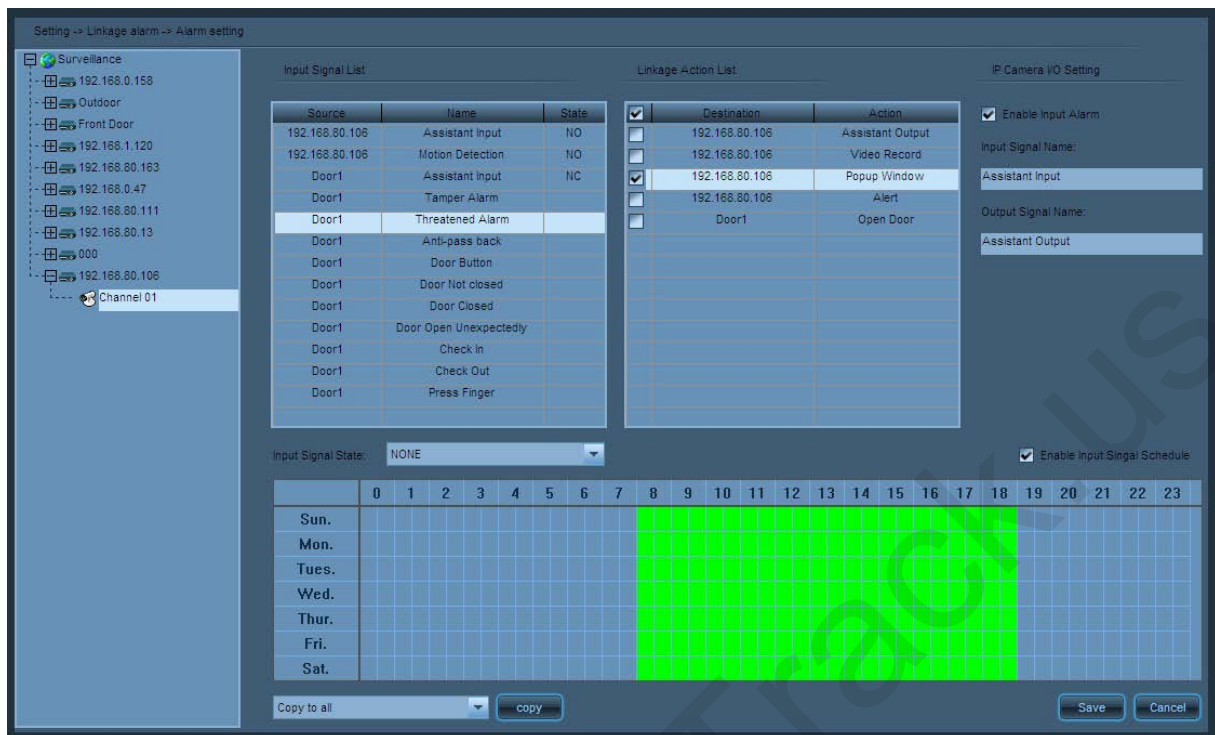 Setting -> Linkage alarm -> Alarm setting
Surveillance
192.168.0.158
Outdoor
Front Door
192.168.1.120
192.168.80.163
192.168.0.47
192.168.80.111
192.168.80.13
000
192.168.80.106
Channel 01
Input Signal List
Source Name State
192.168.80.106 Assistant Input NO
192.168.80.106 Motion Detection NO
Door1 Assistant Input NC
Door1 Tamper Alarm
Door1 Threatened Alarm
Door1 Anti-pass back
Door1 Door Button
Door1 Door Not closed
Door1 Door Closed
Door1 Door Open Unexpectedly
Door1 Check In
Door1 Check Out
Door1 Press Finger
Linkage Action List
Destination Action
192.168.80.106 Assistant Output
192.168.80.106 Video Record
192.168.80.106 Popup Window
192.168.80.106 Alert
Door1 Open Door
IP Camera I/O Setting
Enable Input Alarm
Input Signal Name:
Assistant Input
Output Signal Name:
Assistant Output
Input Signal State: NONE
Enable Input Singal Schedule
0 1 2 3 4 5 6 7 8 9 10 11 12 13 14 15 16 17 18 19 20 21 22 23
Sun.
Mon.
Tues.
Wed.
Thur.
Fri.
Sat.
Copy to all copy Save Cancel
Track.us